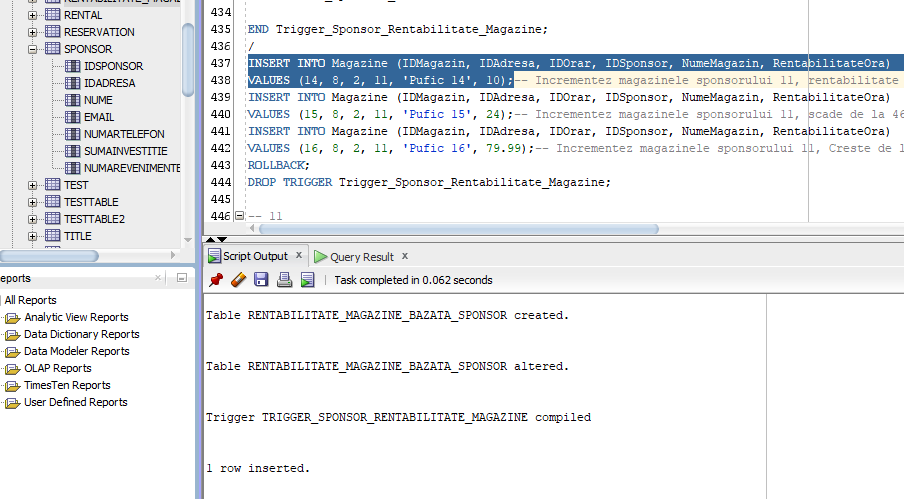 RENTAL
RESERVATION
SPONSOR
IDSPONSOR
IDADRESA
NUME
EMAIL
NUMARTELEFON
SUMAINVESTITIE
NUMAREVENIMENTE
TEST
TESTTABLE
TESTTABLE2
TITLE
eports
All Reports
Analytic View Reports
Data Dictionary Reports
Data Modeler Reports
OLAP Reports
TimesTen Reports
User Defined Reports
434
435 END Trigger_Sponsor_Rentabilitate_Magazine;
436 /
437 INSERT INTO Magazine (IDMagazin, IDAdresa, IDOrar, IDSponsor, NumeMagazin, RentabilitateOra)
438 VALUES (14, 8, 2, 11, 'Pufic 14', 10);-- Incrementez magazinele sponsorului 11, rentabilitate
439 INSERT INTO Magazine (IDMagazin, IDAdresa, IDOrar, IDSponsor, NumeMagazin, RentabilitateOra)
440 VALUES (15, 8, 2, 11, 'Pufic 15', 24);-- Incrementez magazinele sponsorului 11, scade de la 46
441 INSERT INTO Magazine (IDMagazin, IDAdresa, IDOrar, IDSponsor, NumeMagazin, RentabilitateOra)
442 VALUES (16, 8, 2, 11, 'Pufic 16', 79.99);-- Incrementez magazinele sponsorului 11, Creste de l
443 ROLLBACK;
444 DROP TRIGGER Trigger_Sponsor_Rentabilitate_Magazine;
445
446 -- 11
Script Output x Query Result x
Task completed in 0.062 seconds
Table RENTABILITATE_MAGAZINE_BAZATA_SPONSOR created.
Table RENTABILITATE_MAGAZINE_BAZATA_SPONSOR altered.
Trigger TRIGGER_SPONSOR_RENTABILITATE_MAGAZINE compiled
1 row inserted.